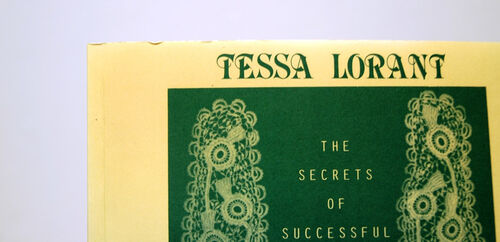 TESSA LORANT
THE
SECRETS
OF
SUCCESSFUL